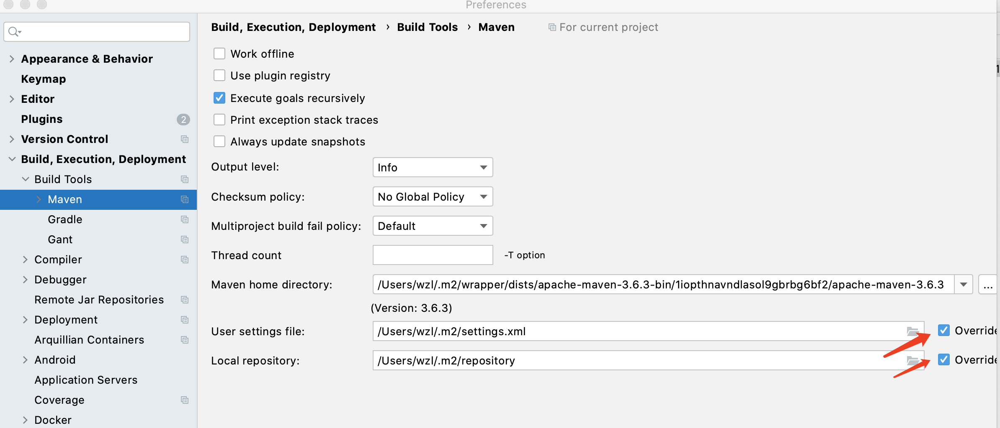 Preferences
Appearance & Behavior
Keymap
Editor
Plugins 2
Version Control
Build, Execution, Deployment
Build Tools
Maven
Gradle
Gant
Compiler
Debugger
Remote Jar Repositories
Deployment
Arquillian Containers
Android
Application Servers
Coverage
Docker
Build, Execution, Deployment › Build Tools › Maven For current project
Work offline
Use plugin registry
Execute goals recursively
Print exception stack traces
Always update snapshots
Output level: Info
Checksum policy: No Global Policy
Multiproject build fail policy: Default
Thread count -T option
Maven home directory: /Users/wzl/.m2/wrapper/dists/apache-maven-3.6.3-bin/1iopthnavndlasol9gbrbg6bf2/apache-maven-3.6.3 ...
(Version: 3.6.3)
User settings file: /Users/wzl/.m2/settings.xml Override
Local repository: /Users/wzl/.m2/repository Override